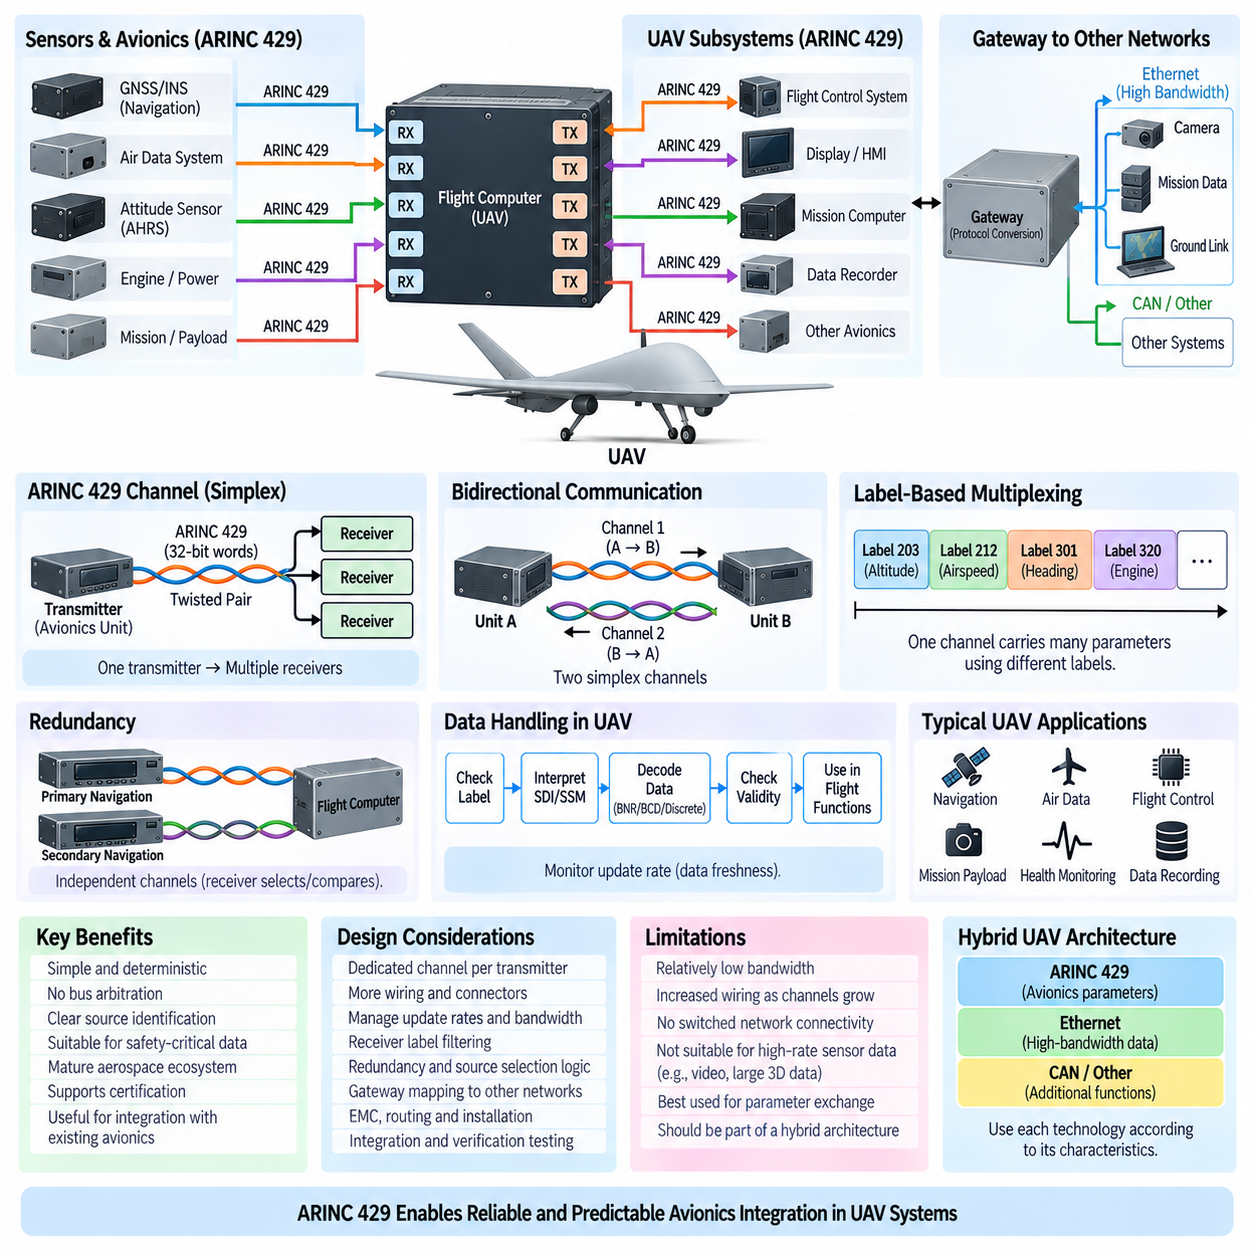 Sensors & Avionics (ARINC 429)
GNSS/INS
(Navigation)
ARINC 429
Air Data System
ARINC 429
Attitude Sensor
(AHRS)
ARINC 429
Engine / Power
ARINC 429
Mission / Payload
ARINC 429
RX
RX
RX
RX
RX
Flight Computer
(UAV)
TX
TX
TX
TX
TX
UAV Subsystems (ARINC 429)
ARINC 429
Flight Control System
ARINC 429
Display / HMI
ARINC 429
Mission Computer
ARINC 429
Data Recorder
ARINC 429
Other Avionics
Gateway to Other Networks
Ethernet
(High Bandwidth)
Camera
Mission Data
Ground Link
Gateway
(Protocol Conversion)
CAN / Other
Other Systems
UAV
ARINC 429 Channel (Simplex)
ARINC 429
(32-bit words)
Twisted Pair
Transmitter
(Avionics Unit)
Receiver
Receiver
Receiver
One transmitter → Multiple receivers
Bidirectional Communication
Channel 1
(A → B)
Unit A
Unit B
Channel 2
(B → A)
Two simplex channels
Label-Based Multiplexing
Label 203
(Altitude)
Label 212
(Airspeed)
Label 301
(Heading)
Label 320
(Engine)
...
One channel carries many parameters
using different labels.
Redundancy
Primary Navigation
Secondary Navigation
Flight Computer
Independent channels (receiver selects/compares).
Data Handling in UAV
Check
Label
Interpret
SDI/SSM
Decode
Data
(BNR/BCD/Discrete)
Check
Validity
Use in
Flight
Functions
Monitor update rate (data freshness).
Typical UAV Applications
Navigation
Air Data
Flight Control
Mission Payload
Health Monitoring
Data Recording
Key Benefits
Simple and deterministic
No bus arbitration
Clear source identification
Suitable for safety-critical data
Mature aerospace ecosystem
Supports certification
Useful for integration with
existing avionics
Design Considerations
Dedicated channel per transmitter
More wiring and connectors
Manage update rates and bandwidth
Receiver label filtering
Redundancy and source selection logic
Gateway mapping to other networks
EMC, routing and installation
Integration and verification testing
Limitations
Relatively low bandwidth
Increased wiring as channels grow
No switched network connectivity
Not suitable for high-rate sensor data
(e.g., video, large 3D data)
Best used for parameter exchange
Should be part of a hybrid architecture
Hybrid UAV Architecture
ARINC 429
(Avionics parameters)
Ethernet
(High-bandwidth data)
CAN / Other
(Additional functions)
Use each technology according
to its characteristics.
ARINC 429 Enables Reliable and Predictable Avionics Integration in UAV Systems